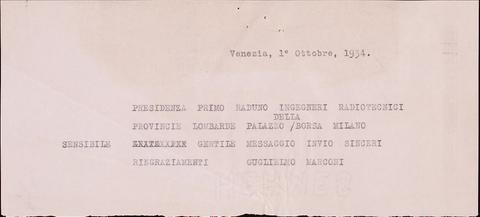 Venezia, 1° Ottobre, 1934.
PRESIDENZA PRIMO RADUNO INGEGNERI RADIOTECNICI
DELLA
PROVINCIE LOMBARDE PALAZZO /BORSA MILANO
SENSIBILE GENTILE MESSAGGIO INVIO SINCERI
RINGRAZIAMENTI GUGLIELMO MARCONI